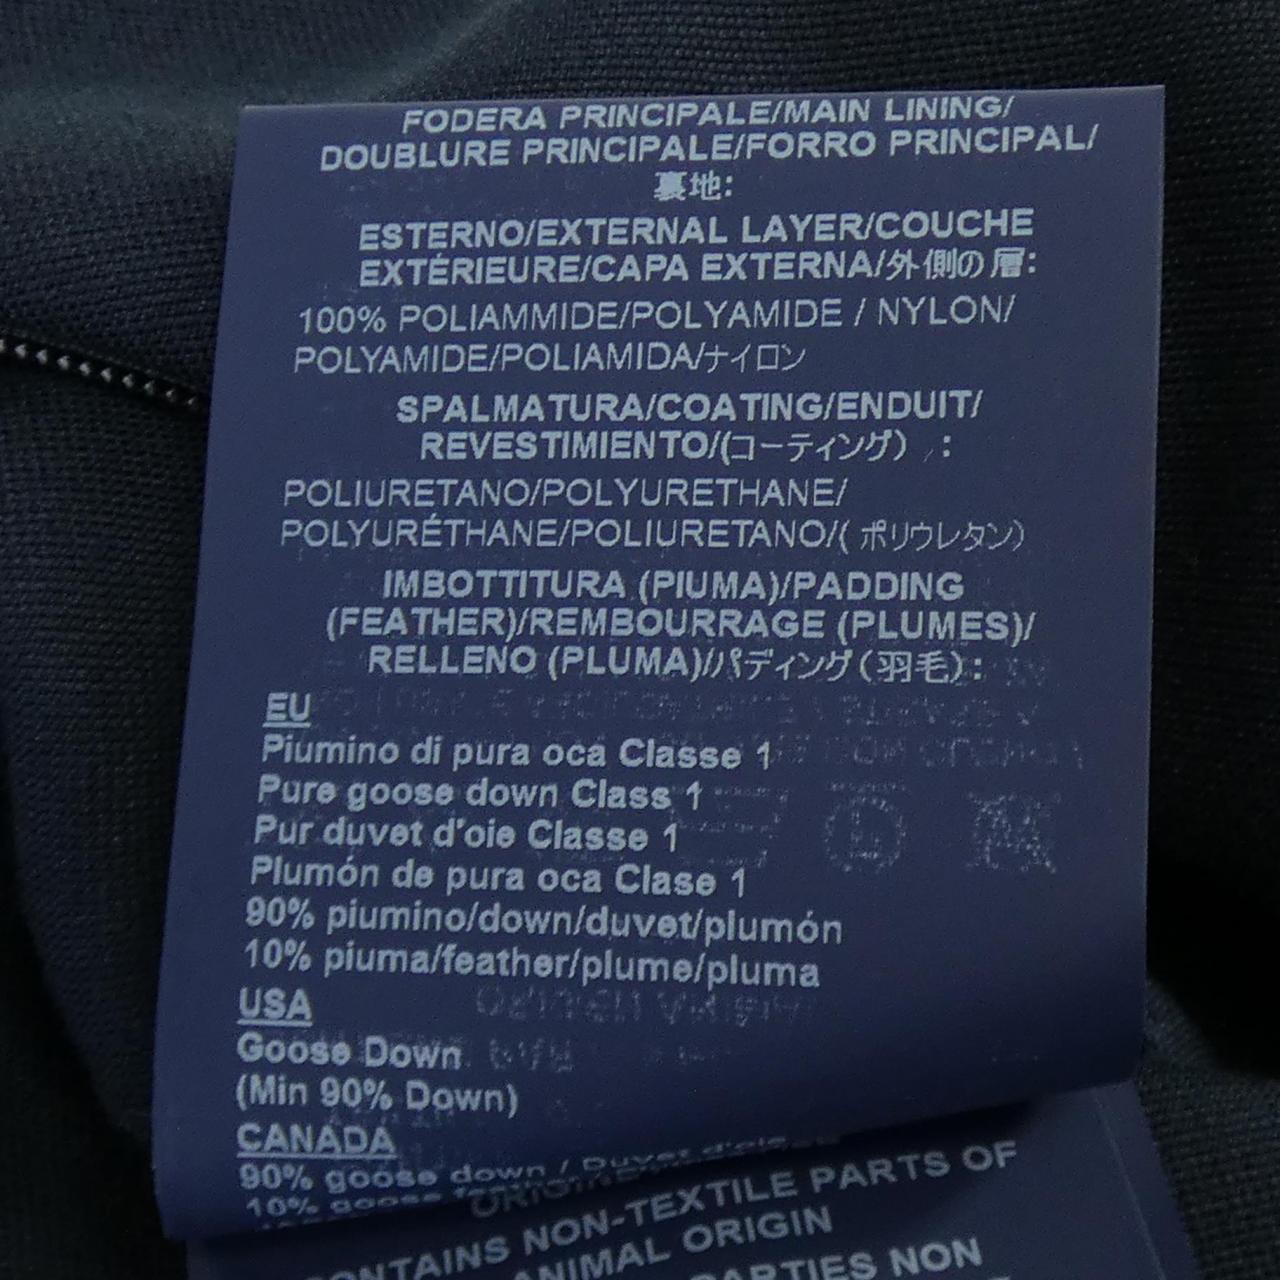 FODERA PRINCIPALE/MAIN LINING/
DOUBLURE PRINCIPALE/FORRO PRINCIPAL/
裏地:
ESTERNO/EXTERNAL LAYER/COUCHE
EXTÉRIEURE/CAPA EXTERNA/外側の層:
100% POLIAMMIDE/POLYAMIDE / NYLON/
POLYAMIDE/POLIAMIDA/ナイロン
SPALMATURA/COATING/ENDUIT/
REVESTIMIENTO/(コーティング) :
POLIURETANO/POLYURETHANE/
POLYURÉTHANE/POLIURETANO/( ポリウレタン)
IMBOTTITURA (PIUMA)/PADDING
(FEATHER)/REMBOURRAGE (PLUMES)/
RELLENO (PLUMA)/パディング(羽毛):
EU
Piumino di pura oca Classe 1
Pure goose down Class 1
Pur duvet d'oie Classe 1
Plumón de pura oca Clase 1
90% piumino/down/duvet/plumón
10% piuma/feather/plume/pluma
USA
Goose Down
(Min 90% Down)
CANADA
90% goose down / Duvet d'oie
10% goose
CONTAINS NON-TEXTILE PARTS OF
ANIMAL ORIGIN
PARTIES NON